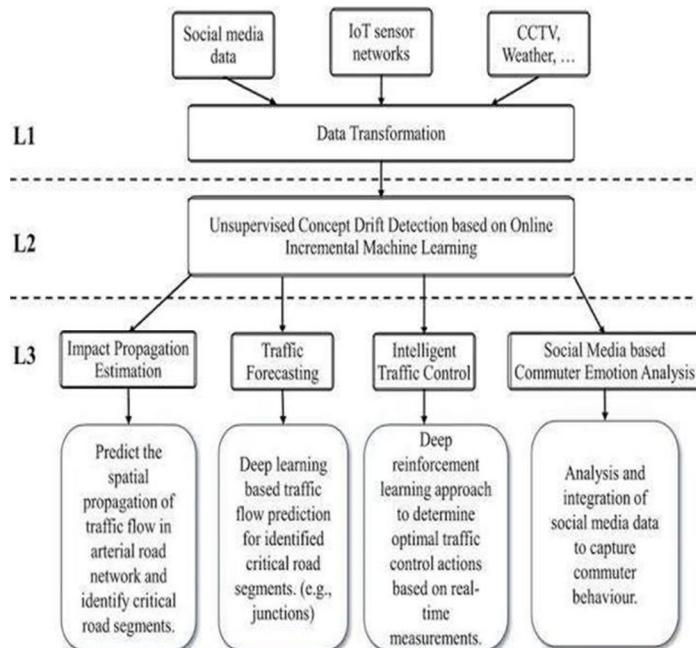 Social media
data
IoT sensor
networks
CCTV,
Weather, ...
L1
Data Transformation
L2
Unsupervised Concept Drift Detection based on Online
Incremental Machine Learning
L3
Impact Propagation
Estimation
Traffic
Forecasting
Intelligent
Traffic Control
Social Media based
Commuter Emotion Analysis
Predict the
spatial
propagation of
traffic flow in
arterial road
network and
identify critical
road segments.
Deep learning
based traffic
flow prediction
for identified
critical road
segments. (e.g.,
junctions)
Deep
reinforcement
learning approach
to determine
optimal traffic
control actions
based on real-
time
measurements.
Analysis and
integration of
social media data
to capture
commuter
behaviour.